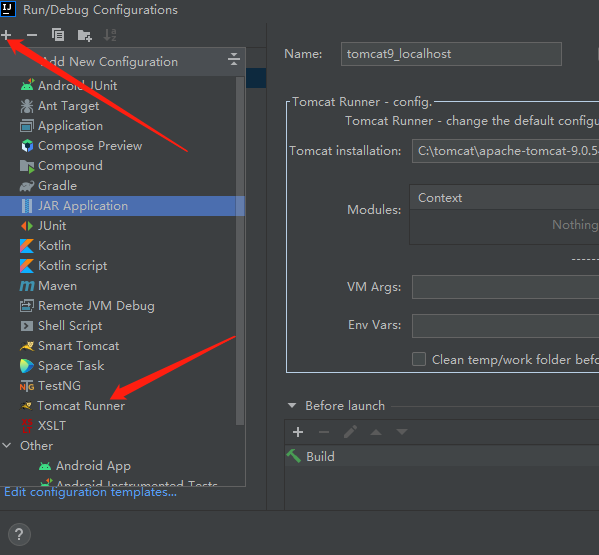 Run/Debug Configurations
Add New Configuration
Android JUnit
Ant Target
Application
Compose Preview
Compound
Gradle
JAR Application
JUnit
Kotlin
Kotlin script
Maven
Remote JVM Debug
Shell Script
Smart Tomcat
Space Task
TestNG
Tomcat Runner
XSLT
Other
Android App
Android Instrumented Tests
Edit configuration templates...
?
Name: tomcat9_localhost
Tomcat Runner - config.
Tomcat Runner - change the default configu
Tomcat installation: C:\tomcat\apache-tomcat-9.0.5
Modules:
Context
Nothing
VM Args:
Env Vars:
Clean temp/work folder befo
Before launch
Build